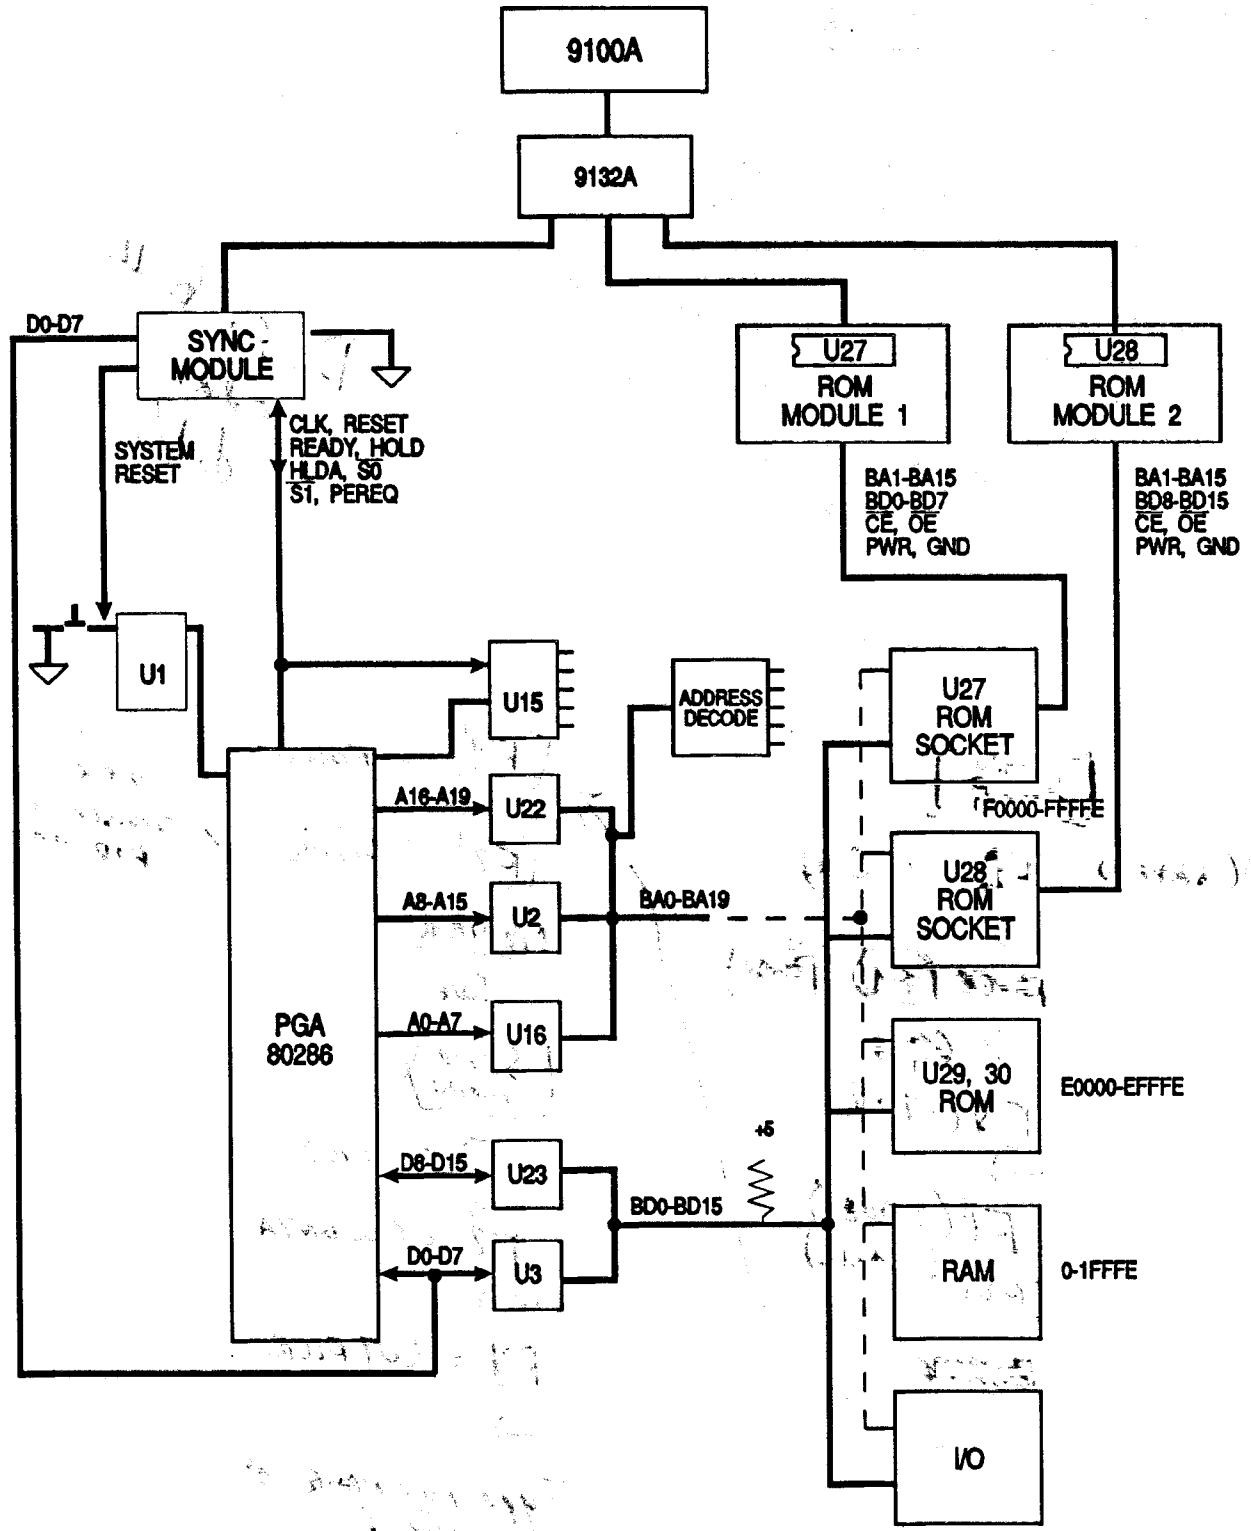 9100A
9132A
D0-D7
SYNC
MODULE
U27
ROM
MODULE 1
U28
ROM
MODULE 2
SYSTEM
RESET
CLK, RESET
READY, HOLD
HLDA, S0
S1, PEREQ
BA1-BA15
BD0-BD7
CE, OE
PWR, GND
BA1-BA15
BD8-BD15
CE, OE
PWR, GND
U1
U15
ADDRESS
DECODE
U27
ROM
SOCKET
F0000-FFFFE
A16-A19
U22
U28
ROM
SOCKET
A8-A15
U2
BA0-BA19
PGA
80286
A0-A7
U16
U29, 30
ROM
E0000-EFFFE
+5
D8-D15
U23
BD0-BD15
D0-D7
U3
RAM
0-1FFFE
I/O